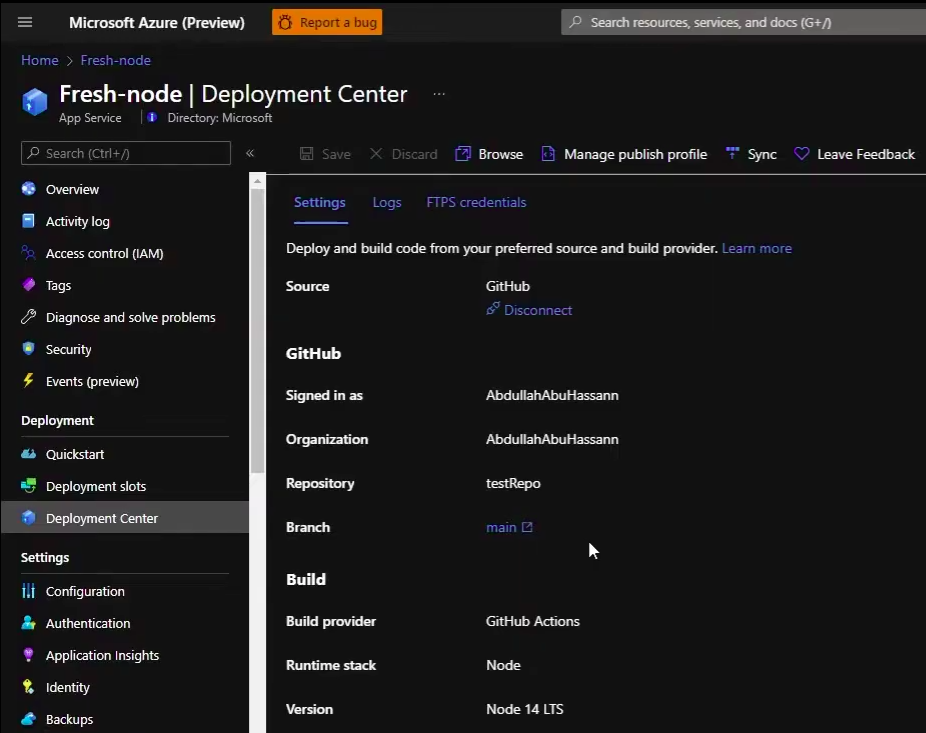 Microsoft Azure (Preview) Report a bug Search resources, services, and docs (G+/)
Home > Fresh-node
Fresh-node | Deployment Center ...
App Service | Directory: Microsoft
Search (Ctrl+/) «
Save Discard Browse Manage publish profile Sync Leave Feedback
Overview
Activity log
Access control (IAM)
Tags
Diagnose and solve problems
Security
Events (preview)
Deployment
Quickstart
Deployment slots
Deployment Center
Settings
Configuration
Authentication
Application Insights
Identity
Backups
Settings Logs FTPS credentials
Deploy and build code from your preferred source and build provider. Learn more
Source GitHub
Disconnect
GitHub
Signed in as AbdullahAbuHassann
Organization AbdullahAbuHassann
Repository testRepo
Branch main
Build
Build provider GitHub Actions
Runtime stack Node
Version Node 14 LTS